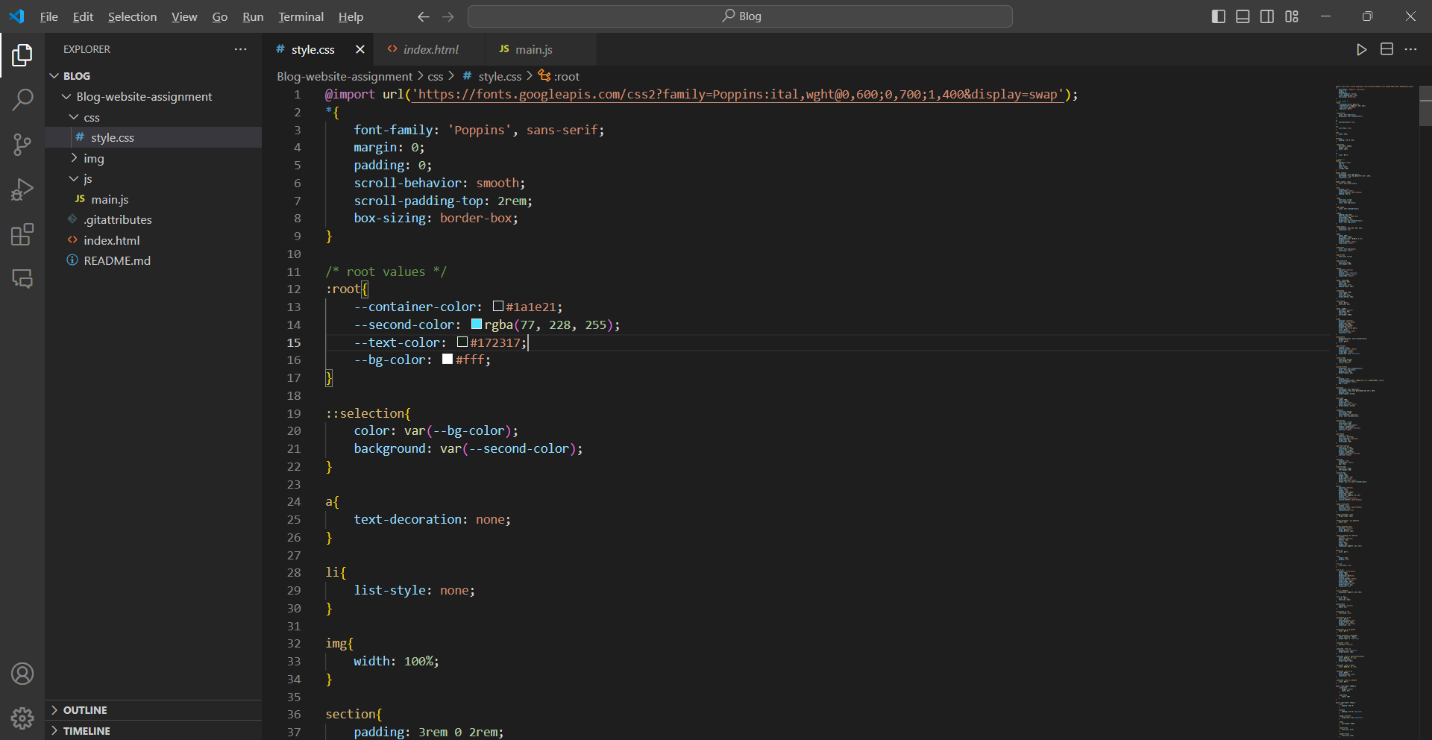 File Edit Selection View Go Run Terminal Help
Blog
EXPLORER
BLOG
Blog-website-assignment
css
# style.css
img
js
JS main.js
.gitattributes
index.html
README.md
OUTLINE
TIMELINE
# style.css
<> index.html
JS main.js
Blog-website-assignment > css > # style.css > :root
1 @import url('https://fonts.googleapis.com/css2?family=Poppins:ital,wght@0,600;0,700;1,400&display=swap');
2 *{
3 font-family: 'Poppins', sans-serif;
4 margin: 0;
5 padding: 0;
6 scroll-behavior: smooth;
7 scroll-padding-top: 2rem;
8 box-sizing: border-box;
9 }
10
11 /* root values */
12 :root{
13 --container-color: #1a1e21;
14 --second-color: rgba(77, 228, 255);
15 --text-color: #172317;
16 --bg-color: #fff;
17 }
18
19 ::selection{
20 color: var(--bg-color);
21 background: var(--second-color);
22 }
23
24 a{
25 text-decoration: none;
26 }
27
28 li{
29 list-style: none;
30 }
31
32 img{
33 width: 100%;
34 }
35
36 section{
37 padding: 3rem 0 2rem;